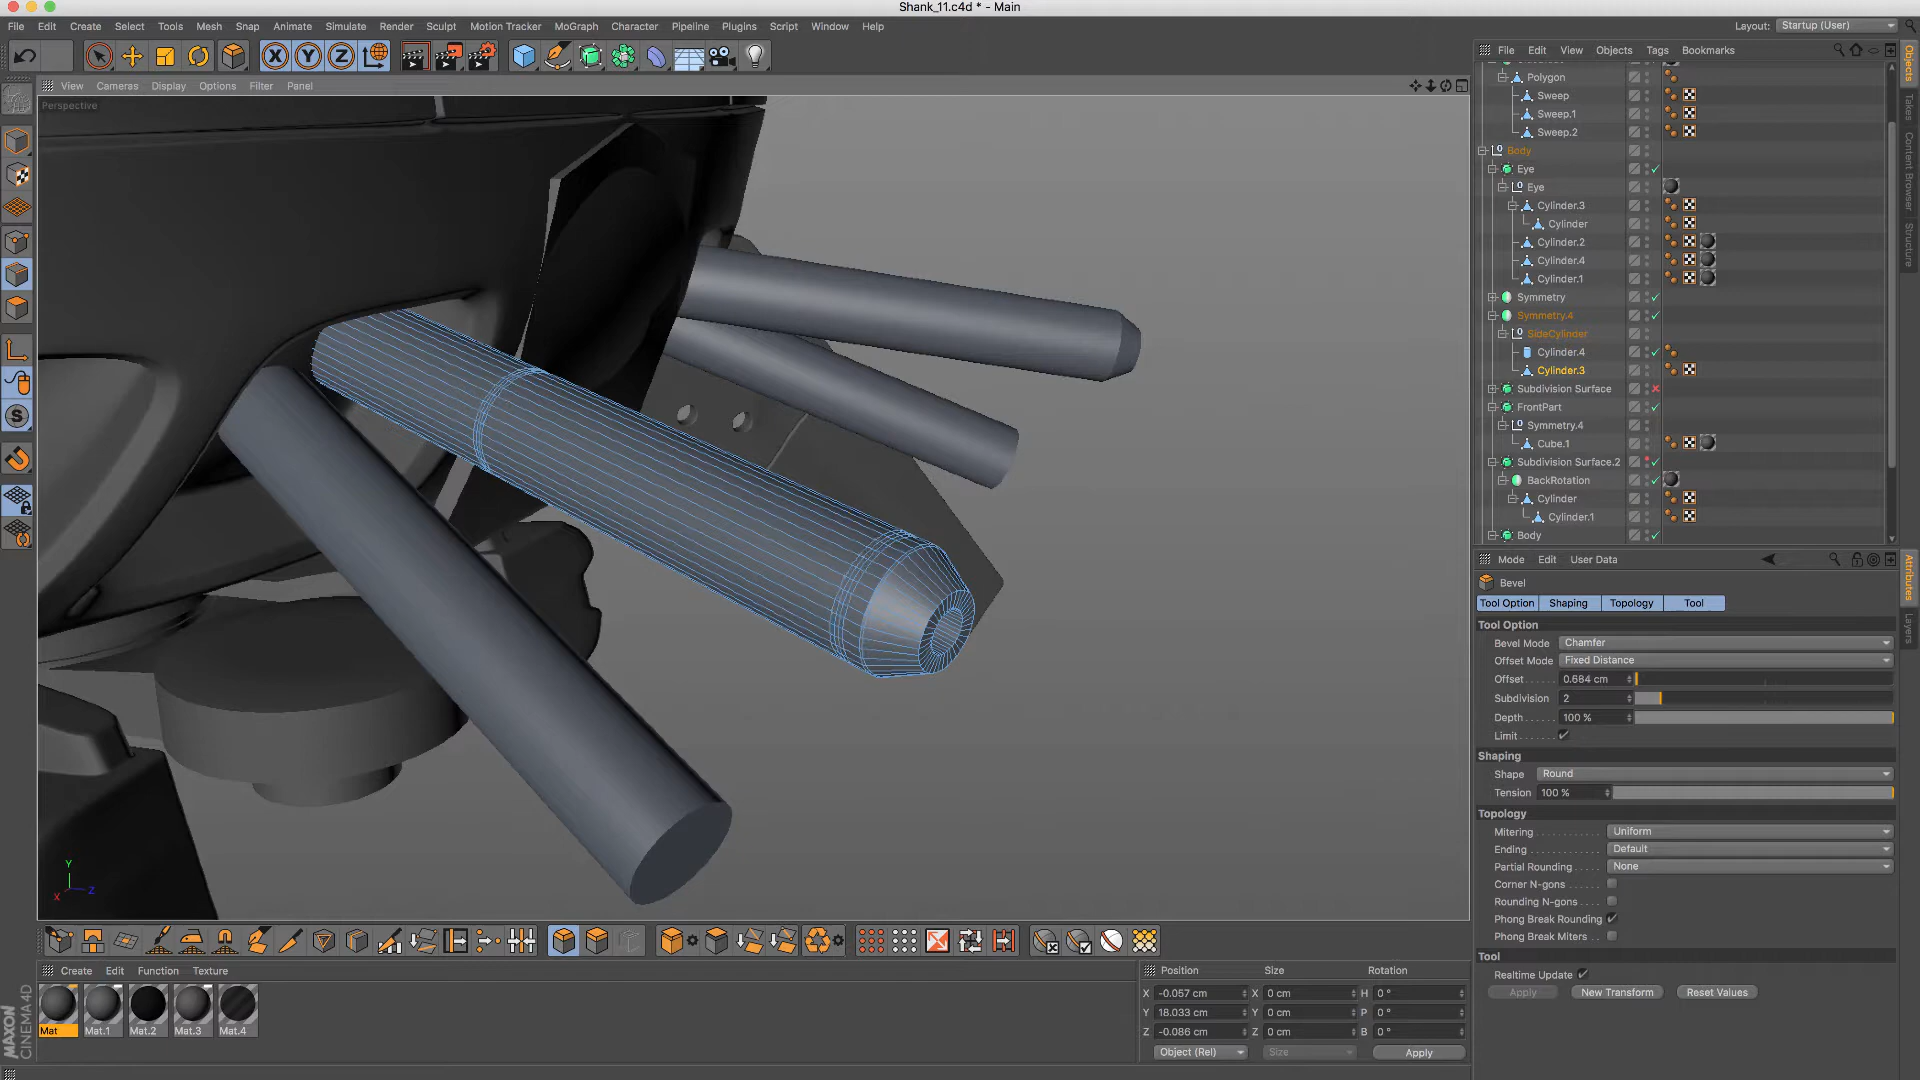 Shank_11.c4d * - Main
File Edit Create Select Tools Mesh Snap Animate Simulate Render Sculpt Motion Tracker MoGraph Character Pipeline Plugins Script Window Help
Layout: Startup (User)
View Cameras Display Options Filter Panel
Perspective
Y
X
Z
File Edit View Objects Tags Bookmarks
Polygon
Sweep
Sweep.1
Sweep.2
Body
Eye
Eye
Cylinder.3
Cylinder
Cylinder.2
Cylinder.4
Cylinder.1
Symmetry
Symmetry.4
SideCylinder
Cylinder.4
Cylinder.3
Subdivision Surface
FrontPart
Symmetry.4
Cube.1
Subdivision Surface.2
BackRotation
Cylinder
Cylinder.1
Body
Objects
Takes
Content Browser
Structure
Mode Edit User Data
Bevel
Tool Option Shaping Topology Tool
Tool Option
Bevel Mode Chamfer
Offset Mode Fixed Distance
Offset 0.684 cm
Subdivision 2
Depth 100 %
Limit
Shaping
Shape Round
Tension 100 %
Topology
Mitering Uniform
Ending Default
Partial Rounding None
Corner N-gons
Rounding N-gons
Phong Break Rounding
Phong Break Miters
Tool
Realtime Update
Apply New Transform Reset Values
Attributes
Layers
Create Edit Function Texture
Mat Mat.1 Mat.2 Mat.3 Mat.4
MAXON
CINEMA4D
Position Size Rotation
X -0.057 cm X 0 cm H 0 °
Y 18.033 cm Y 0 cm P 0 °
Z -0.086 cm Z 0 cm B 0 °
Object (Rel) Size Apply